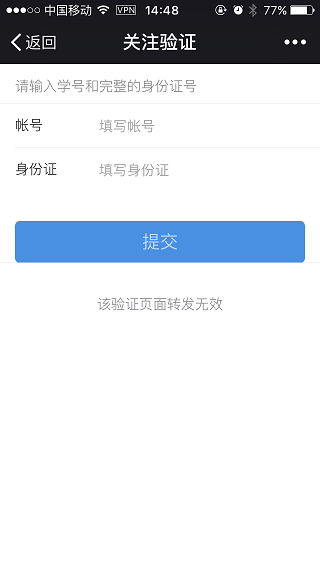 中国移动 VPN 14:48 77%
返回 关注验证
请输入学号和完整的身份证号
帐号 填写帐号
身份证 填写身份证
提交
该验证页面转发无效